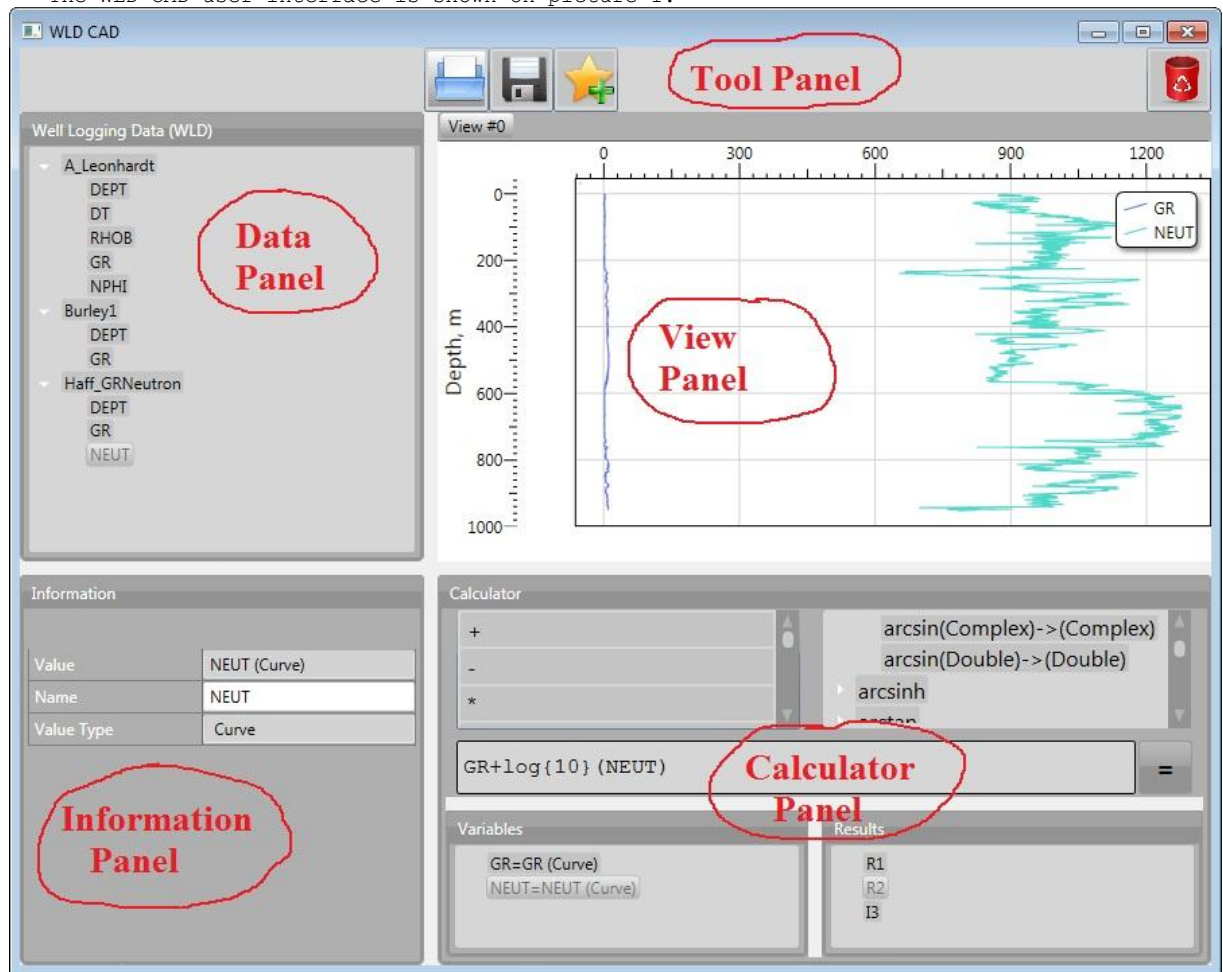 The WLD CAD user interface is shown on picture 1.
WLD CAD
Tool Panel
Well Logging Data (WLD)
A_Leonhardt
DEPT
DT
RHOB
GR
NPHI
Burley1
DEPT
GR
Haff_GRNeutron
DEPT
GR
NEUT
Data
Panel
View #0
0 300 600 900 1200
Depth, m
0
200
400
600
800
1000
GR
NEUT
View
Panel
Information
Value NEUT (Curve)
Name NEUT
Value Type Curve
Information
Panel
Calculator
+
-
*
arcsin(Complex)->(Complex)
arcsin(Double)->(Double)
arcsinh
arctan
GR+log{10}(NEUT)
=
Calculator
Panel
Variables
GR=GR (Curve)
NEUT=NEUT (Curve)
Results
R1
R2
I3